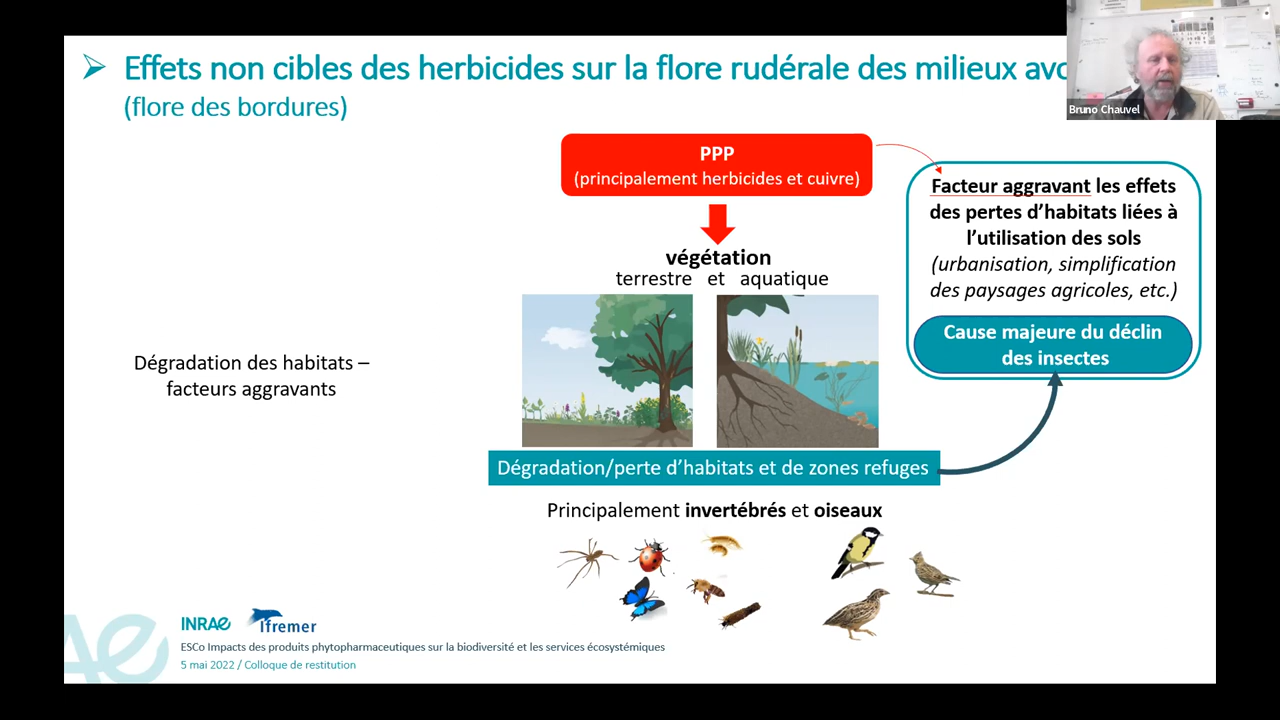 Effets non cibles des herbicides sur la flore rudérale des milieux
(flore des bordures)
Bruno Chauvel
PPP
(principalement herbicides et cuivre)
végétation
terrestre et aquatique
Facteur aggravant les effets
des pertes d’habitats liées à
l’utilisation des sols
(urbanisation, simplification
des paysages agricoles, etc.)
Cause majeure du déclin
des insectes
Dégradation des habitats –
facteurs aggravants
Dégradation/perte d’habitats et de zones refuges
Principalement invertébrés et oiseaux
INRAE
ifremer
ESCo Impacts des produits phytopharmaceutiques sur la biodiversité et les services écosystémiques
5 mai 2022 / Colloque de restitution